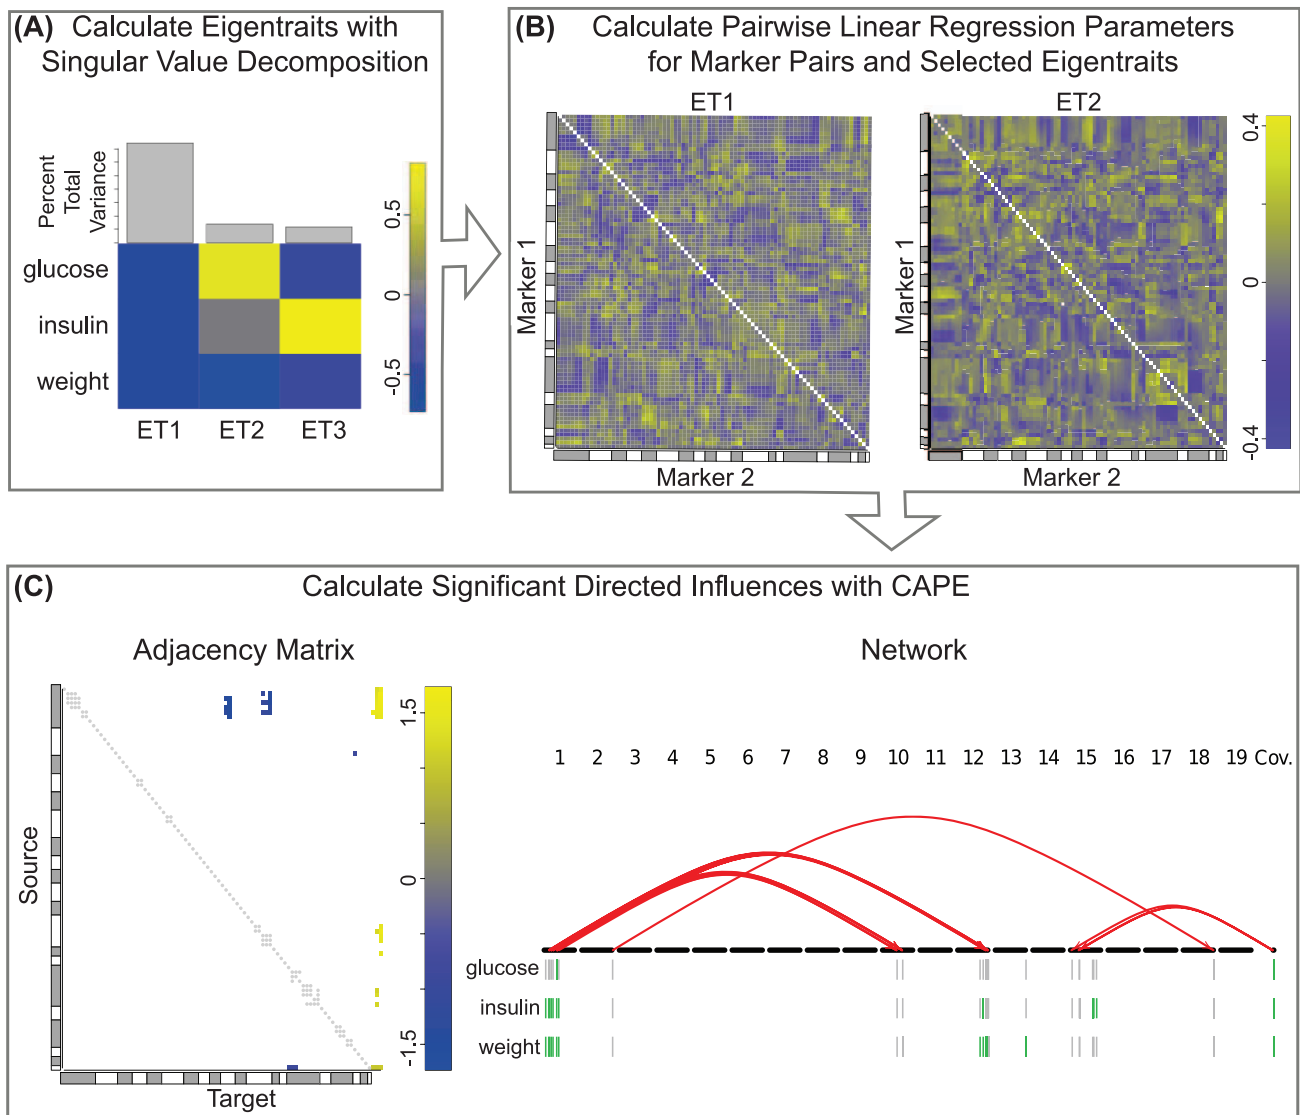 (A) Calculate Eigentraits with
Singular Value Decomposition
Percent
Total
Variance
glucose
insulin
weight
ET1 ET2 ET3
0.5
0
-0.5
(B) Calculate Pairwise Linear Regression Parameters
for Marker Pairs and Selected Eigentraits
ET1
Marker 1
Marker 2
ET2
Marker 1
Marker 2
0.4
0
-0.4
(C) Calculate Significant Directed Influences with CAPE
Adjacency Matrix
Source
Target
1.5
0
-1.5
Network
1 2 3 4 5 6 7 8 9 10 11 12 13 14 15 16 17 18 19 Cov.
glucose
insulin
weight